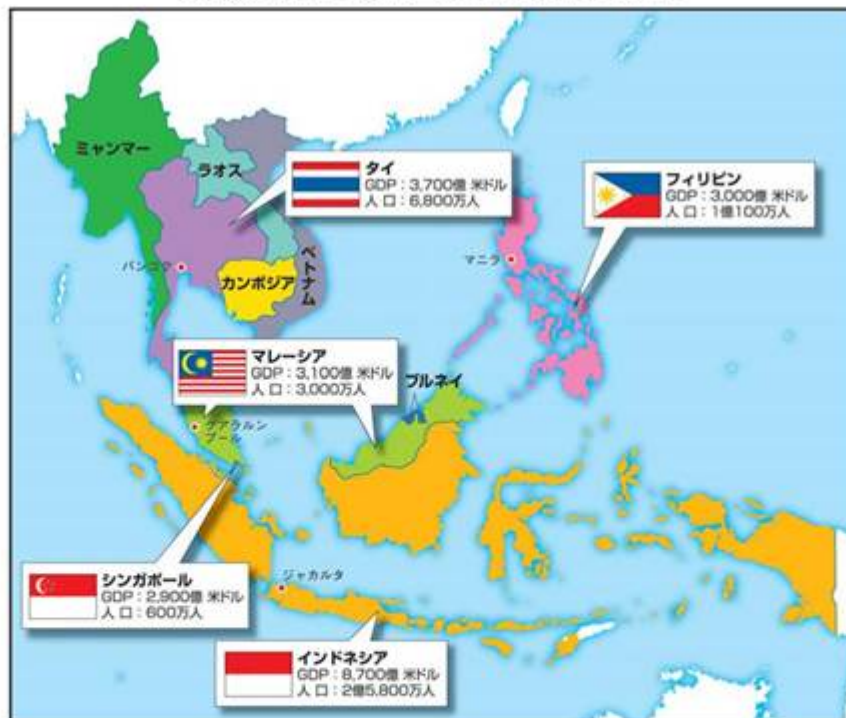 ミャンマー
ラオス
タイ
GDP：3,700億 米ドル
人 口：6,800万人
フィリピン
GDP：3,000億 米ドル
人 口：1億100万人
マニラ
バンコク
カンボジア
ベトナム
マレーシア
GDP：3,100億 米ドル
人 口：3,000万人
ブルネイ
クアラルン
プール
シンガポール
GDP：2,900億 米ドル
人 口：600万人
ジャカルタ
インドネシア
GDP：8,700億 米ドル
人 口：2億5,800万人